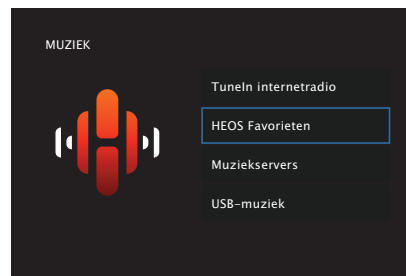 MUZIEK
TuneIn internetradio
HEOS Favorieten
Muziekservers
USB-muziek